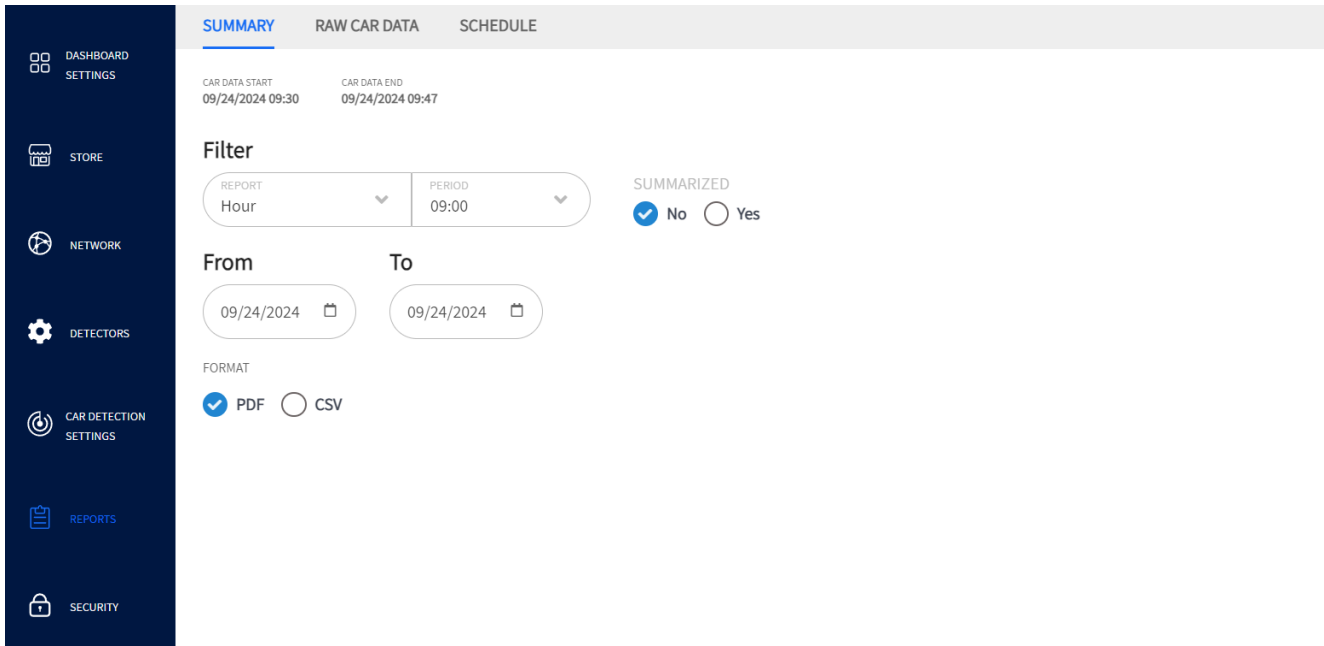 DASHBOARD
SETTINGS
STORE
NETWORK
DETECTORS
CAR DETECTION
SETTINGS
REPORTS
SECURITY
SUMMARY RAW CAR DATA SCHEDULE
CAR DATA START CAR DATA END
09/24/2024 09:30 09/24/2024 09:47
Filter
REPORT PERIOD SUMMARIZED
Hour 09:00 No Yes
From To
09/24/2024 09/24/2024
FORMAT
PDF CSV